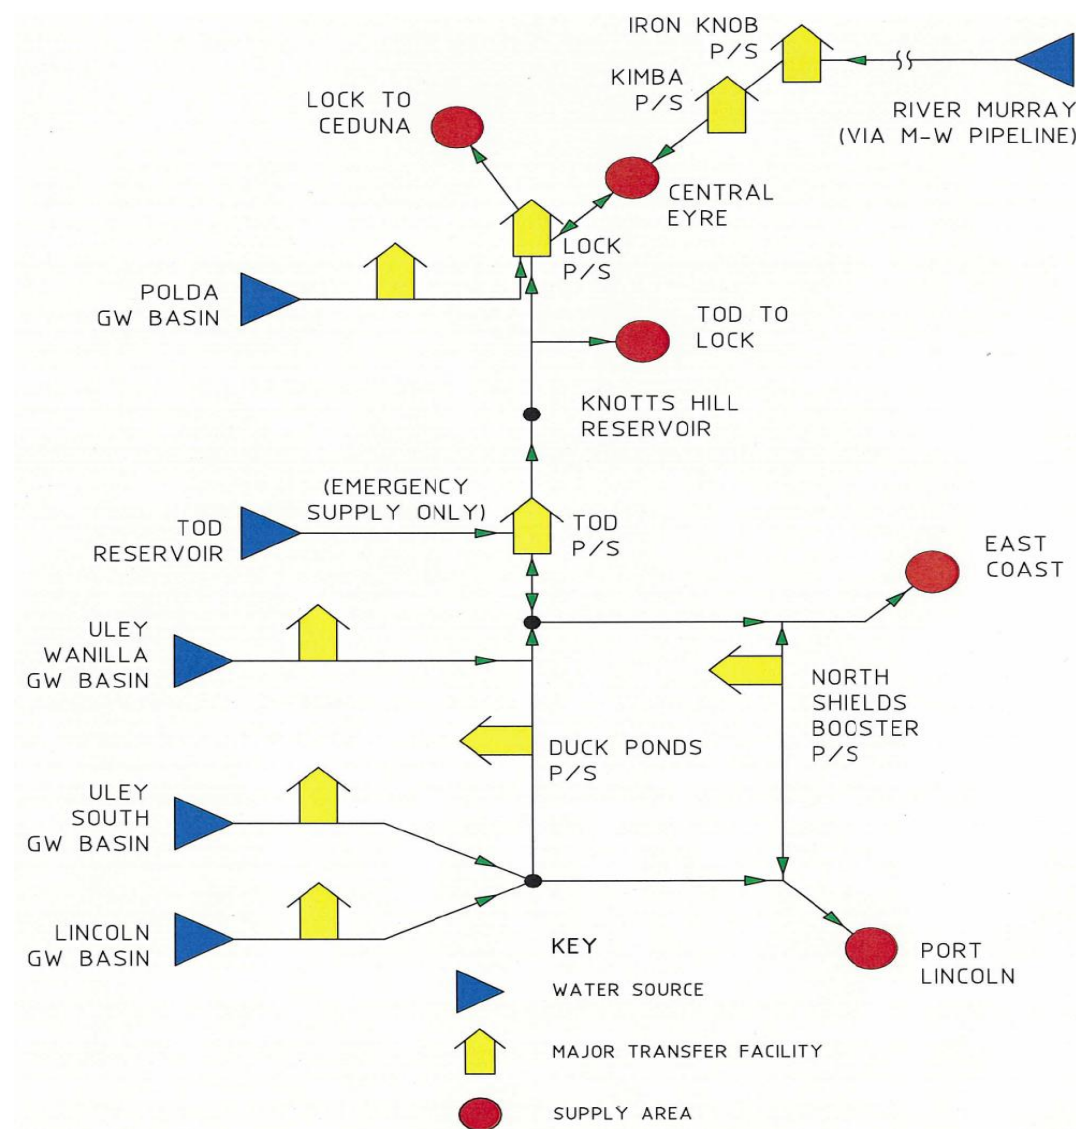 IRON KNOB
P/S
KIMBA
P/S
RIVER MURRAY
(VIA M-W PIPELINE)
LOCK TO
CEDUNA
CENTRAL
EYRE
LOCK
P/S
POLDA
GW BASIN
TOD TO
LOCK
KNOTTS HILL
RESERVOIR
(EMERGENCY
SUPPLY ONLY)
TOD
RESERVOIR
TOD
P/S
EAST
COAST
ULEY
WANILLA
GW BASIN
NORTH
SHIELDS
BOOSTER
P/S
DUCK PONDS
P/S
ULEY
SOUTH
GW BASIN
LINCOLN
GW BASIN
PORT
LINCOLN
KEY
WATER SOURCE
MAJOR TRANSFER FACILITY
SUPPLY AREA